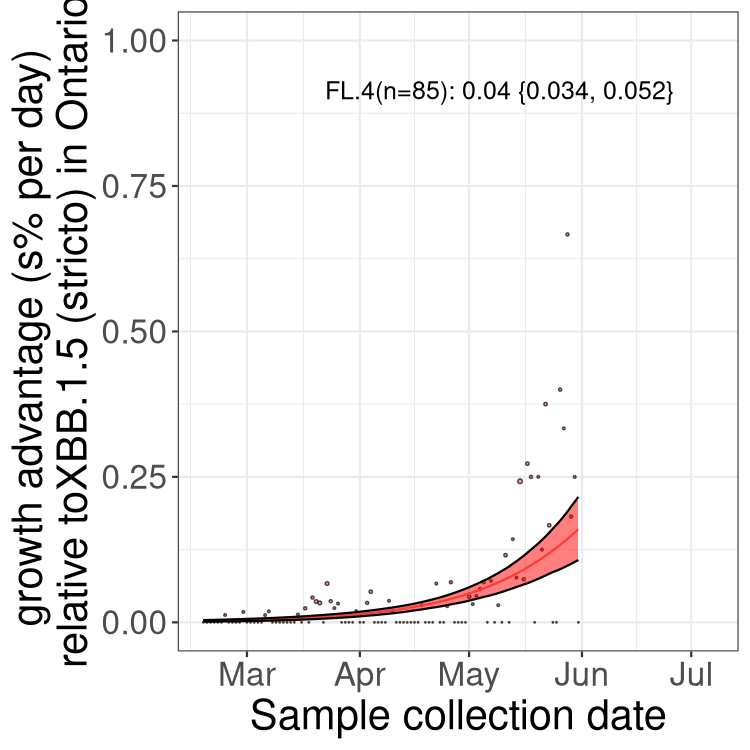 growth advantage (s% per day)
relative toXBB.1.5 (stricto) in Ontario
1.00
0.75
0.50
0.25
0.00
FL.4(n=85): 0.04 {0.034, 0.052}
Mar Apr May Jun Jul
Sample collection date